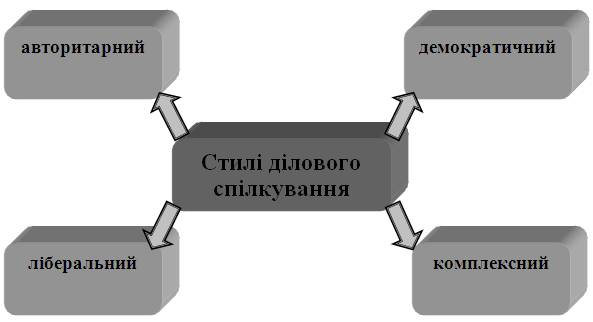 авторитарний
демократичний
Стилі ділового
спілкування
ліберальний
комплексний